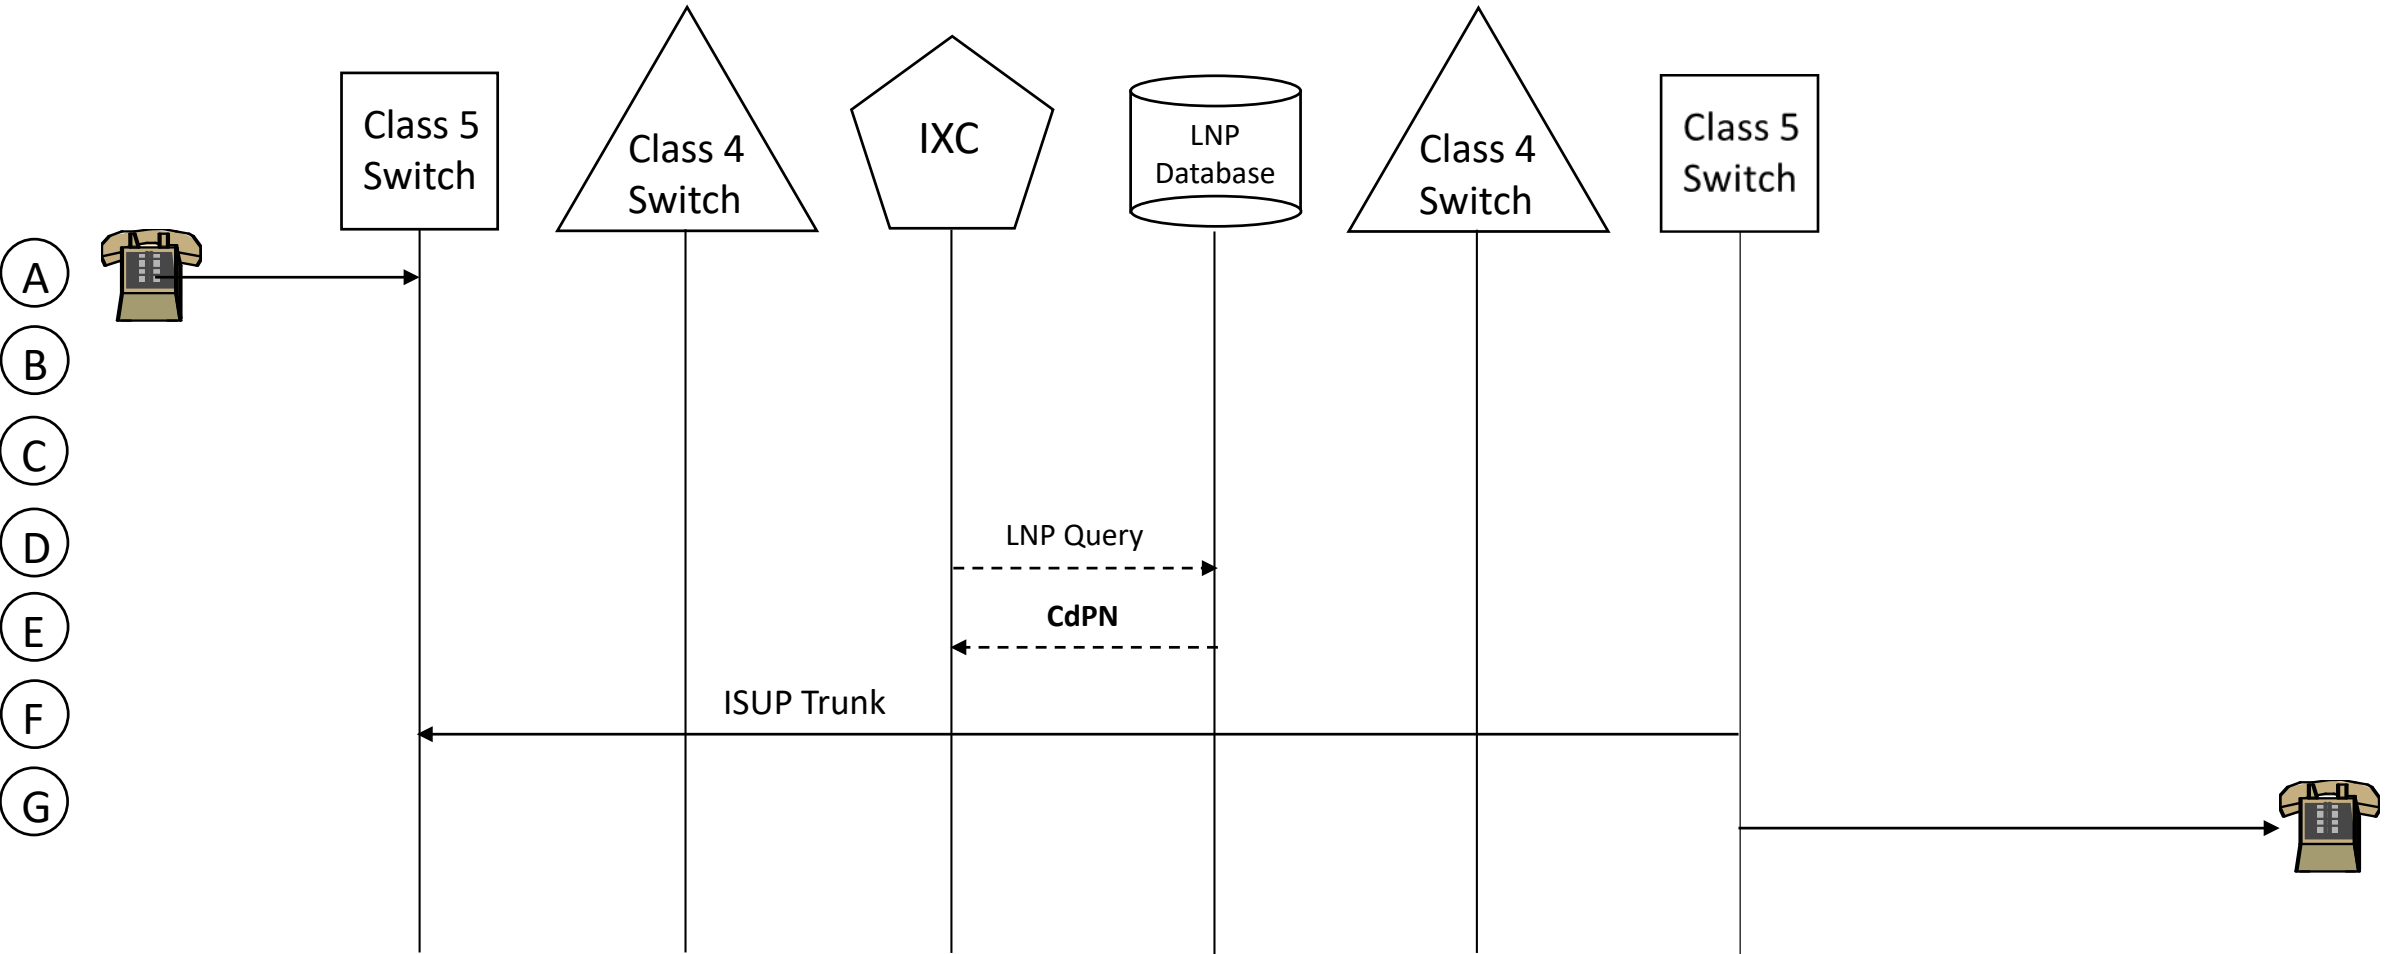 Class 5
Switch
Class 4
Switch
IXC
LNP
Database
Class 4
Switch
Class 5
Switch
A
B
C
D
LNP Query
E
CdPN
F
ISUP Trunk
G